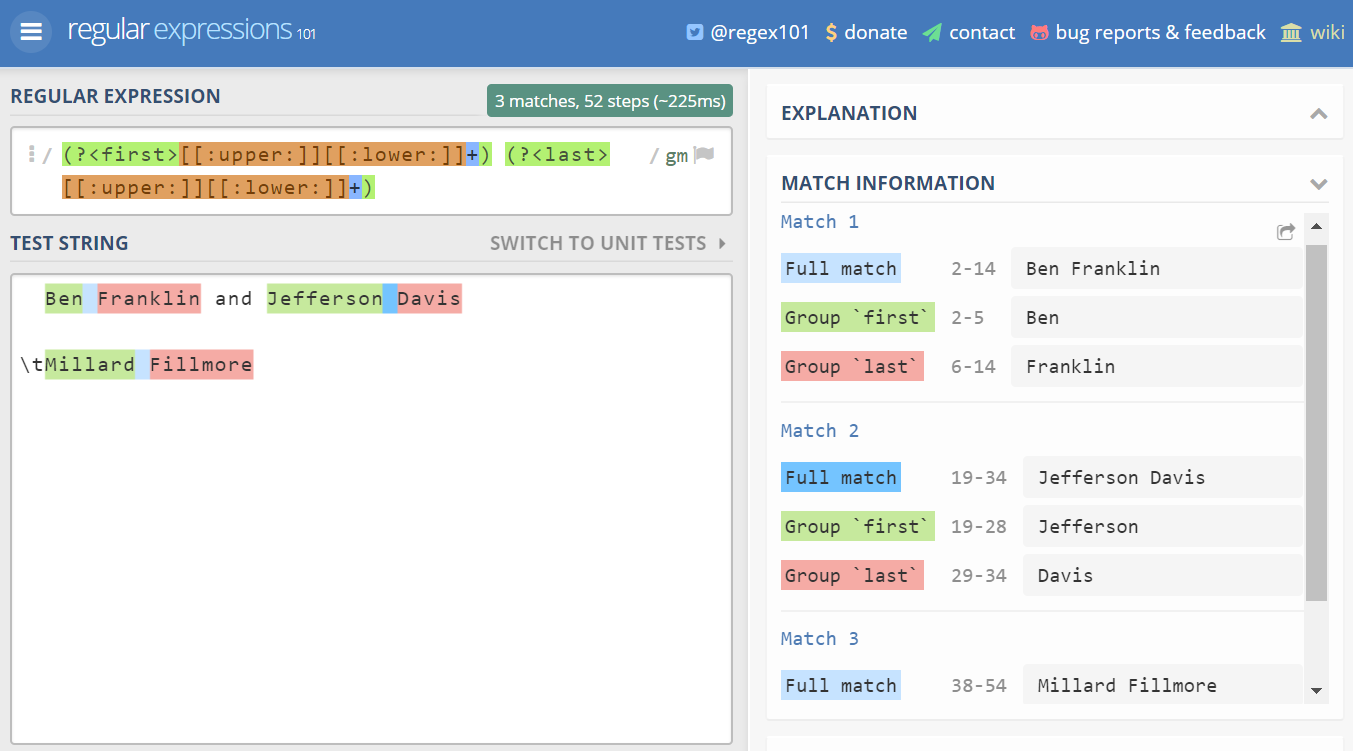 regular expressions 101
@regex101 $ donate contact bug reports & feedback wiki
REGULAR EXPRESSION
3 matches, 52 steps (~225ms)
/ (?<first>[[:upper:]][[:lower:]]+) (?<last> / gm
[[:upper:]][[:lower:]]+)
TEST STRING
SWITCH TO UNIT TESTS
Ben Franklin and Jefferson Davis
\tMillard Fillmore
EXPLANATION
MATCH INFORMATION
Match 1
Full match 2-14 Ben Franklin
Group `first` 2-5 Ben
Group `last` 6-14 Franklin
Match 2
Full match 19-34 Jefferson Davis
Group `first` 19-28 Jefferson
Group `last` 29-34 Davis
Match 3
Full match 38-54 Millard Fillmore